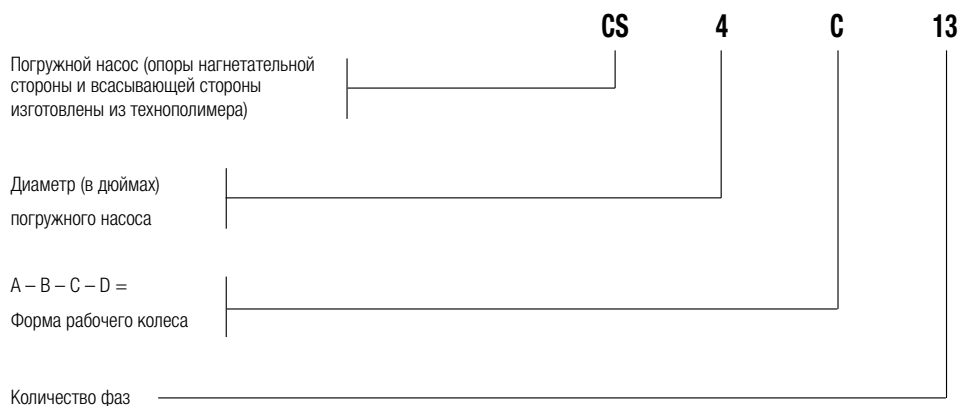 CS 4 C 13
Погружной насос (опоры нагнетательной
стороны и всасывающей стороны
изготовлены из технополимера)
Диаметр (в дюймах)
погружного насоса
A – B – C – D =
Форма рабочего колеса
Количество фаз